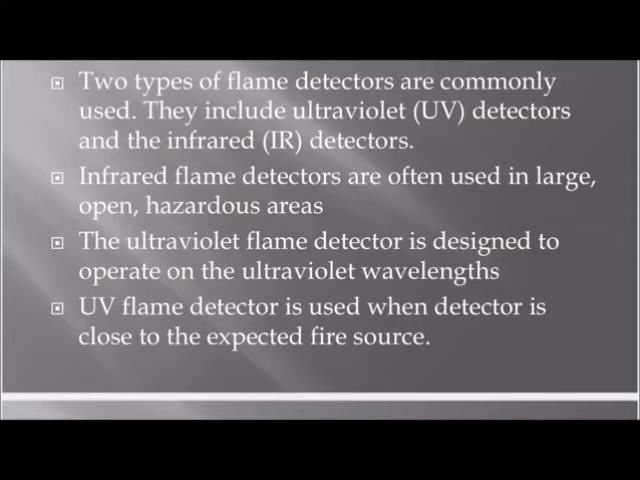 Two types of flame detectors are commonly
used. They include ultraviolet (UV) detectors
and the infrared (IR) detectors.
Infrared flame detectors are often used in large,
open, hazardous areas
The ultraviolet flame detector is designed to
operate on the ultraviolet wavelengths
UV flame detector is used when detector is
close to the expected fire source.